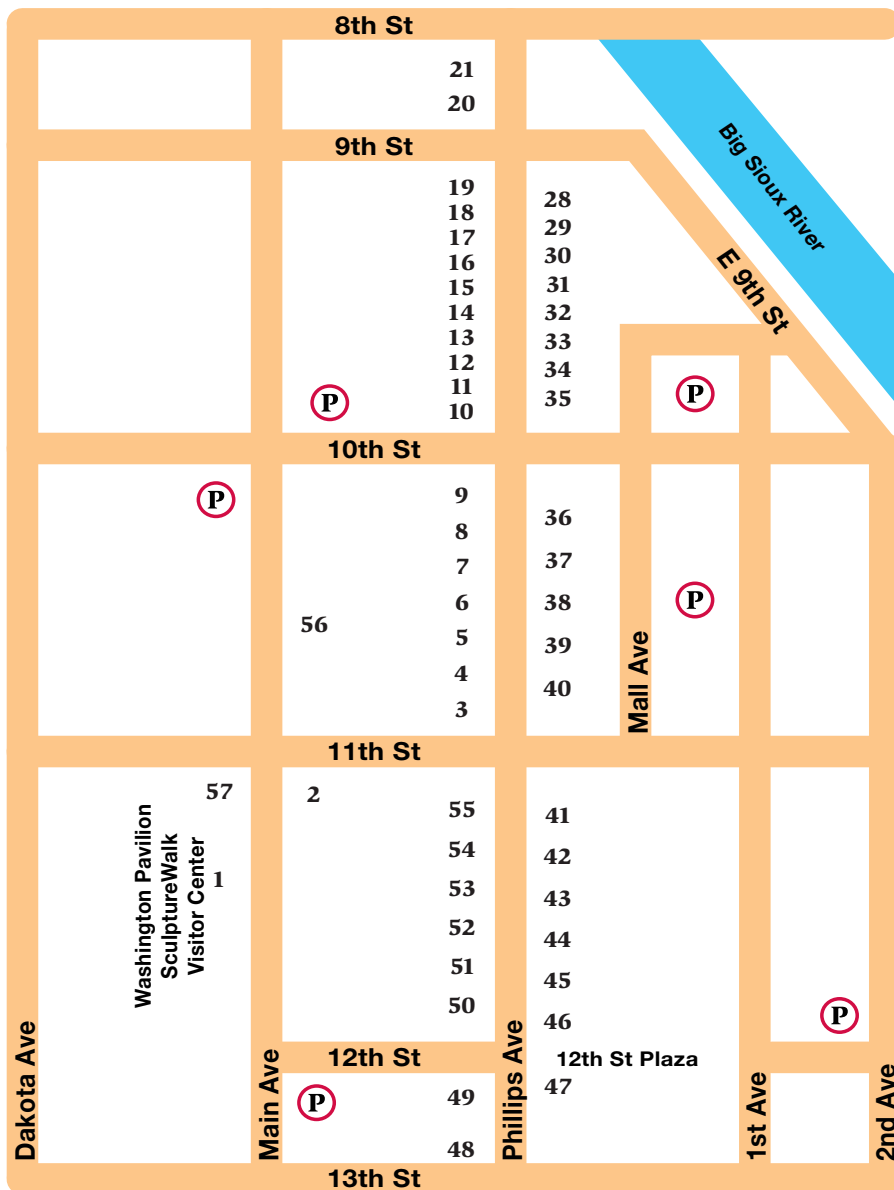 8th St
21
20
9th St
19
18
17
16
15
14
13
12
11
10
28
29
30
31
32
33
34
35
Big Sioux River
E 9th St
P
P
10th St
P
9
8
7
6
5
4
3
56
36
37
38
39
40
P
Mall Ave
11th St
57
2
1
Washington Pavilion
SculptureWalk
Visitor Center
55
54
53
52
51
50
41
42
43
44
45
46
P
12th St
12th St Plaza
47
P
49
48
Dakota Ave
Main Ave
Phillips Ave
1st Ave
2nd Ave
13th St